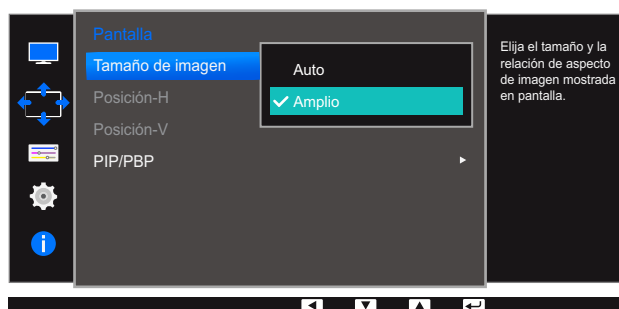 Pantalla
Tamaño de imagen
Auto
Amplio
Posición-H
Posición-V
PIP/PBP
Elija el tamaño y la
relación de aspecto
de imagen mostrada
en pantalla.